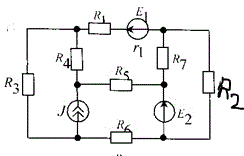 R₁ E₁
r₁
R₄ R₇
R₃ R₅ R₂
J E₂
R₆